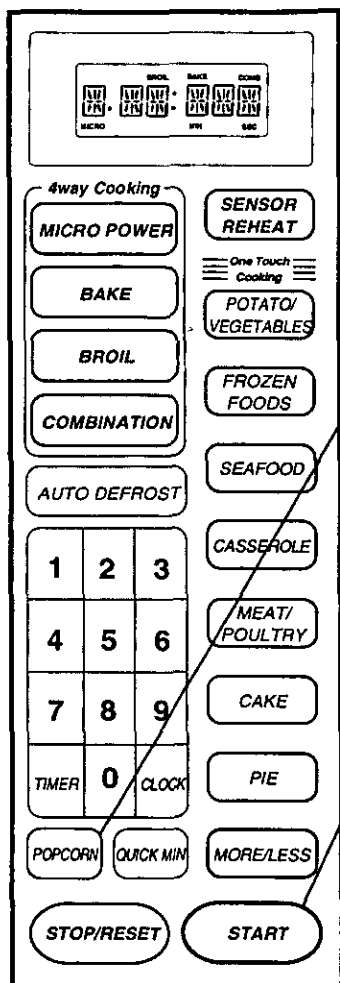 BROIL BAKE COMB
MICRO MIN SEC
4way Cooking
MICRO POWER
BAKE
BROIL
COMBINATION
AUTO DEFROST
1 2 3
4 5 6
7 8 9
TIMER 0 CLOCK
POPCORN QUICK MIN
STOP/RESET
SENSOR
REHEAT
One Touch
Cooking
POTATO/
VEGETABLES
FROZEN
FOODS
SEAFOOD
CASSEROLE
MEAT/
POULTRY
CAKE
PIE
MORE/LESS
START